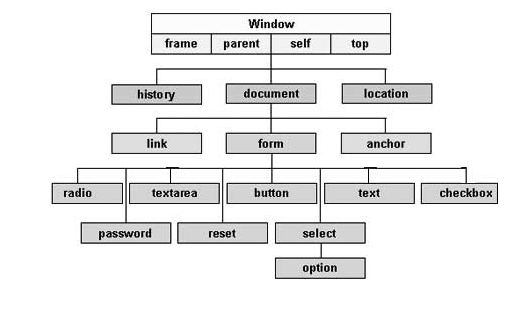 Window
frame parent self top
history document location
link form anchor
radio textarea button text checkbox
password reset select
option